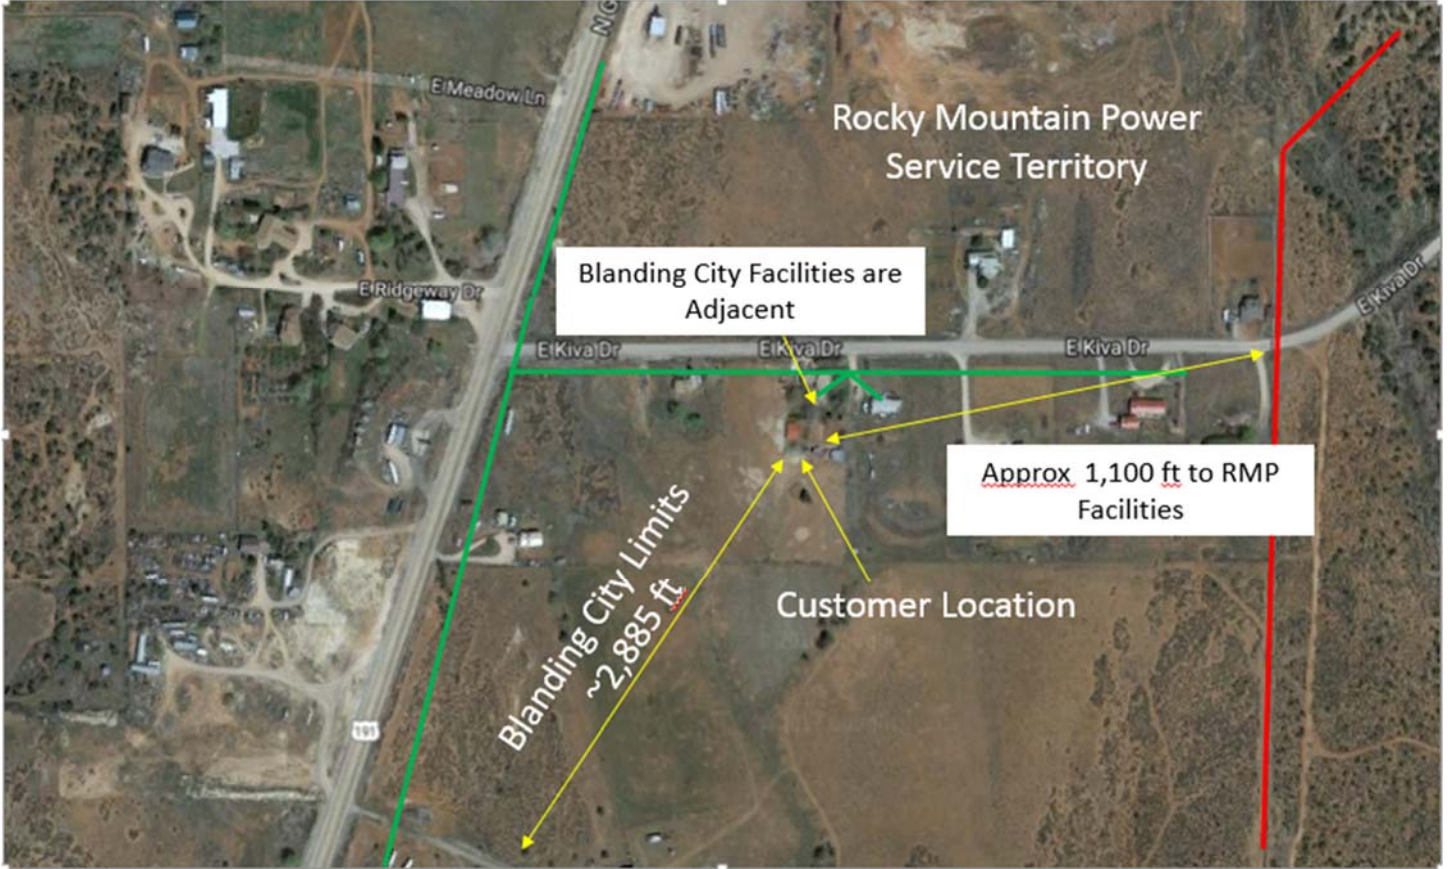 N G
E Meadow Ln
Rocky Mountain Power
Service Territory
Blanding City Facilities are
Adjacent
E Ridgeway Dr
E Kiva Dr
E Kiva Dr
E Kiva Dr
E Kiva Dr
Approx 1,100 ft to RMP
Facilities
Blanding City Limits
~2,885 ft
Customer Location
191